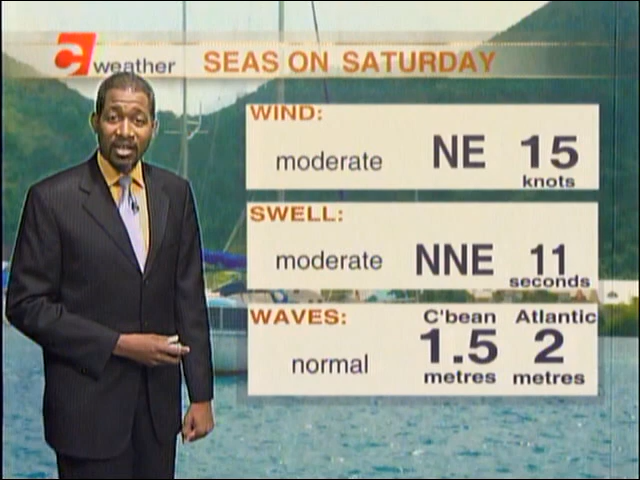 weather SEAS ON SATURDAY
WIND:
moderate NE 15
knots
SWELL:
moderate NNE 11
seconds
WAVES: C'bean Atlantic
normal 1.5 2
metres metres